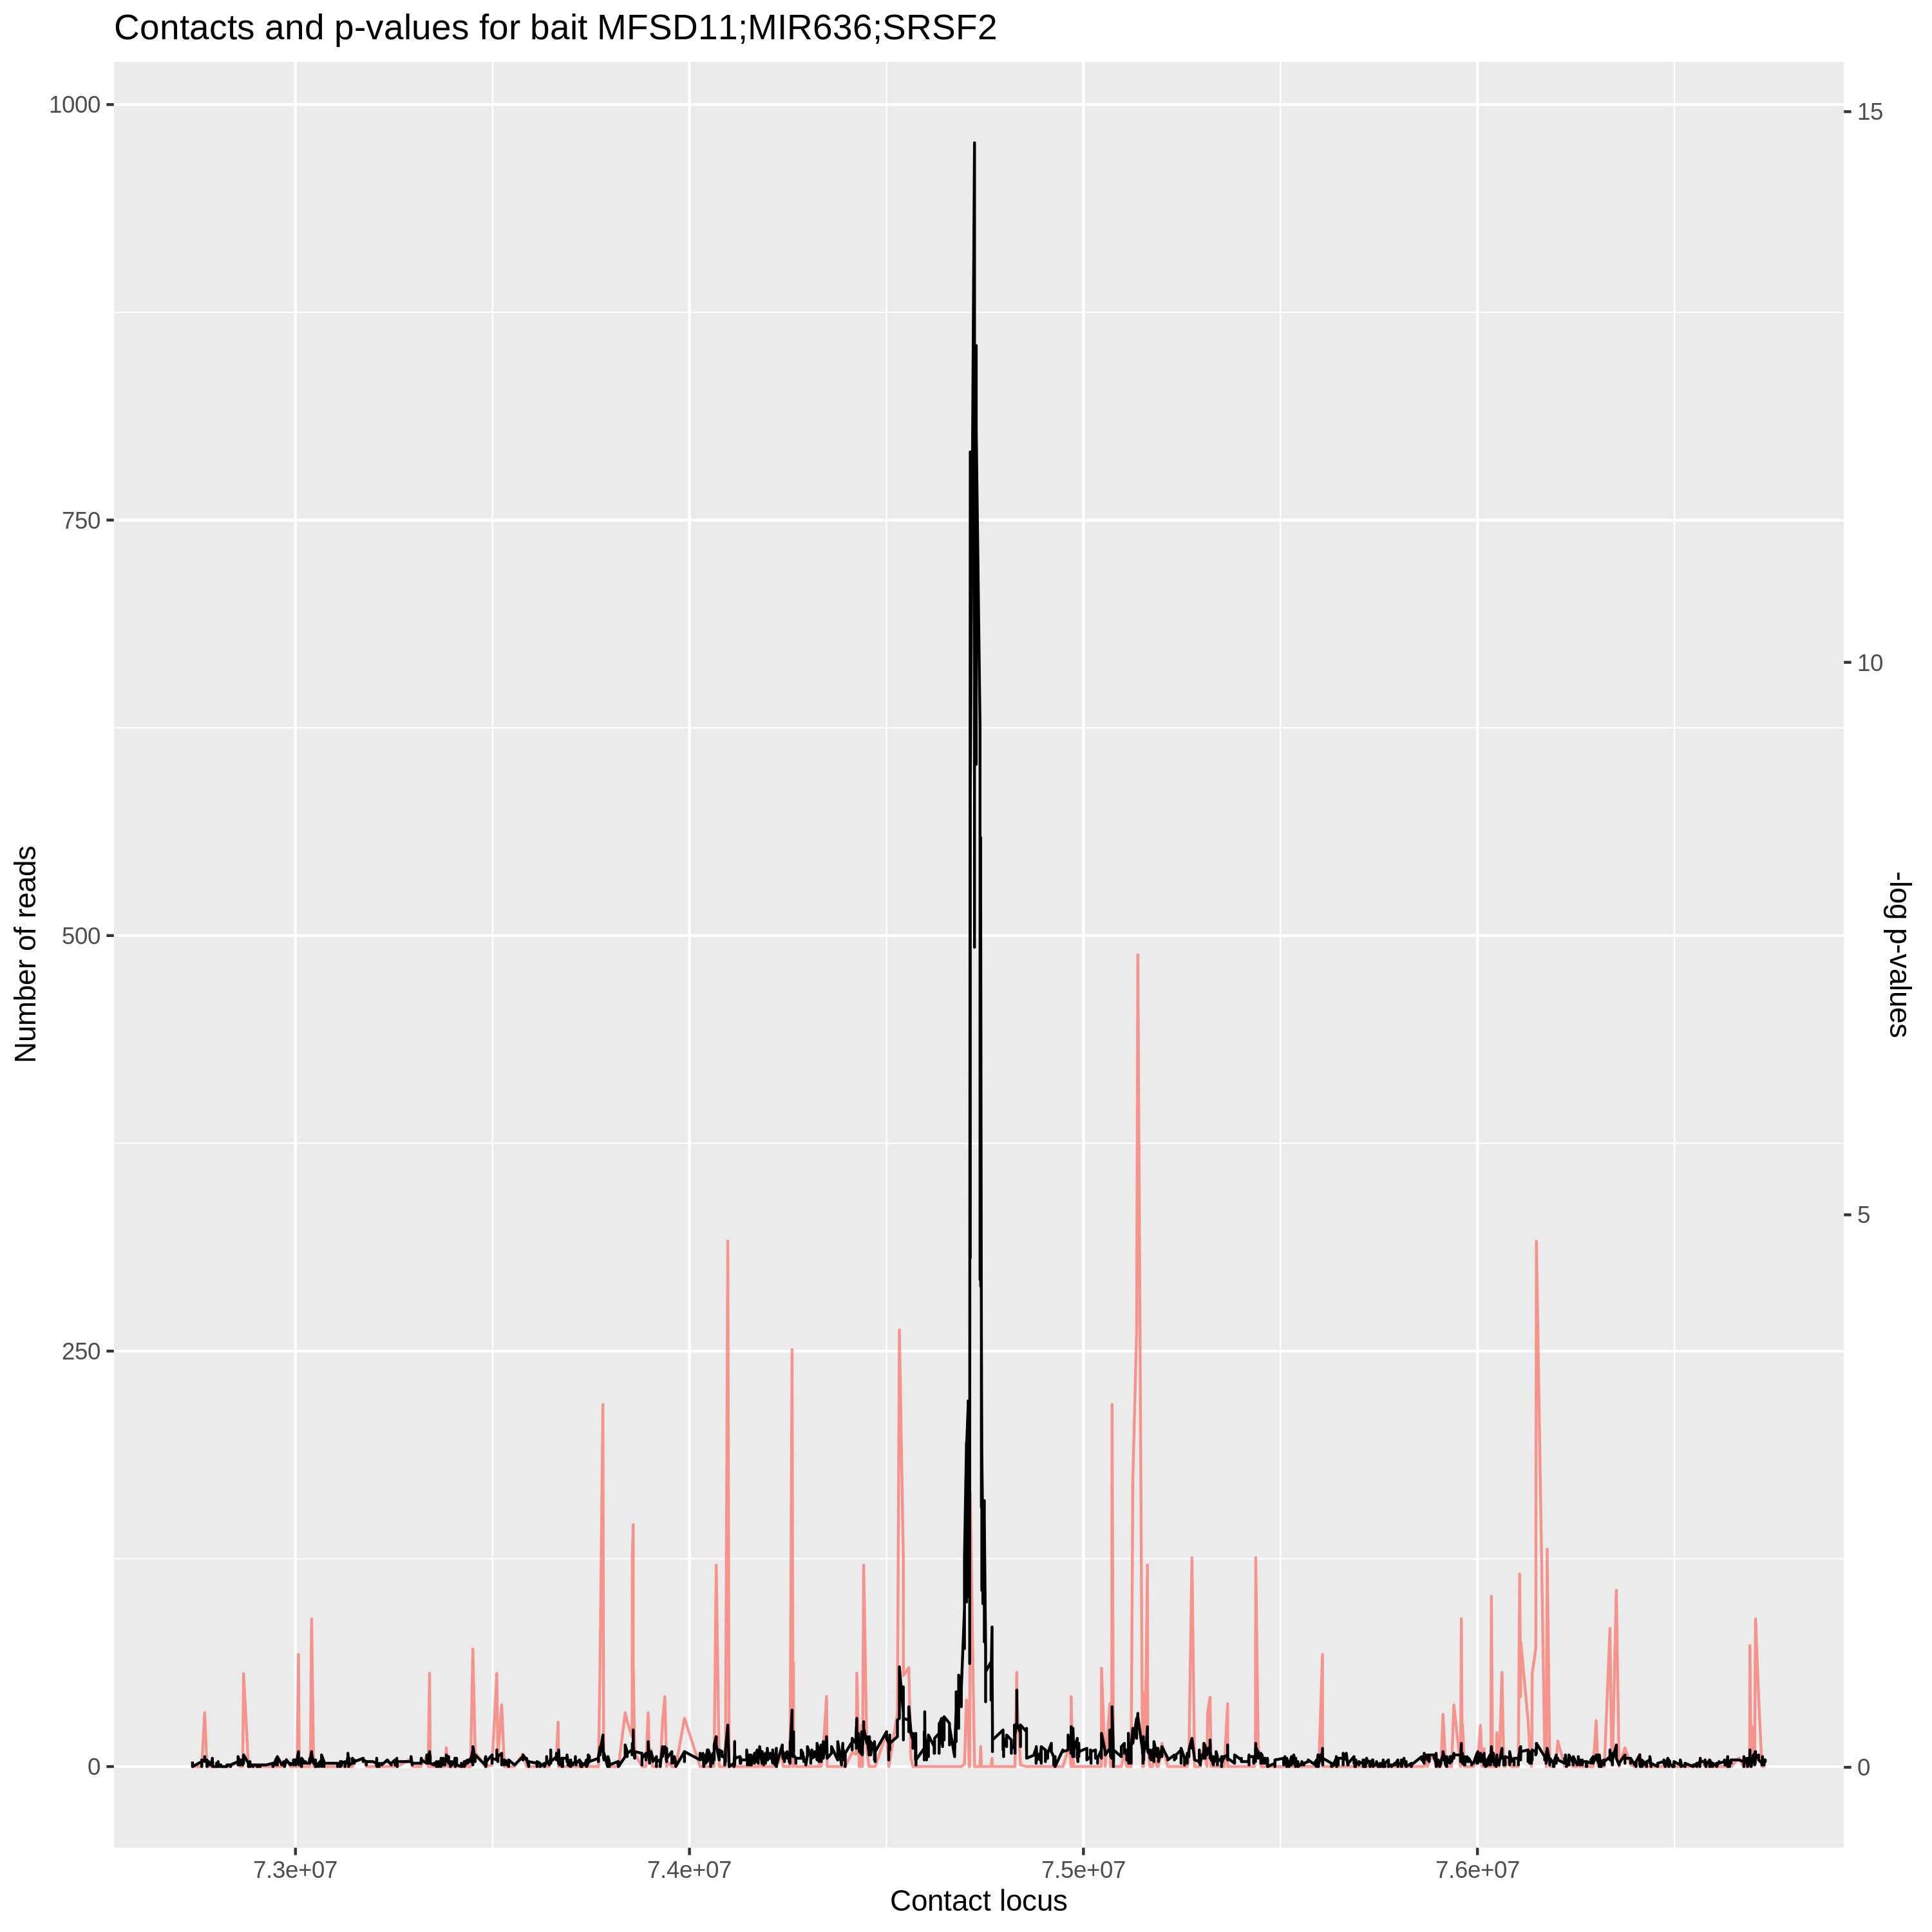 Contacts and p-values for bait MFSD11;MIR636;SRSF2
1000
750
500
250
0
Number of reads
15
10
5
0
-log p-values
7.3e+07
7.4e+07
7.5e+07
7.6e+07
Contact locus